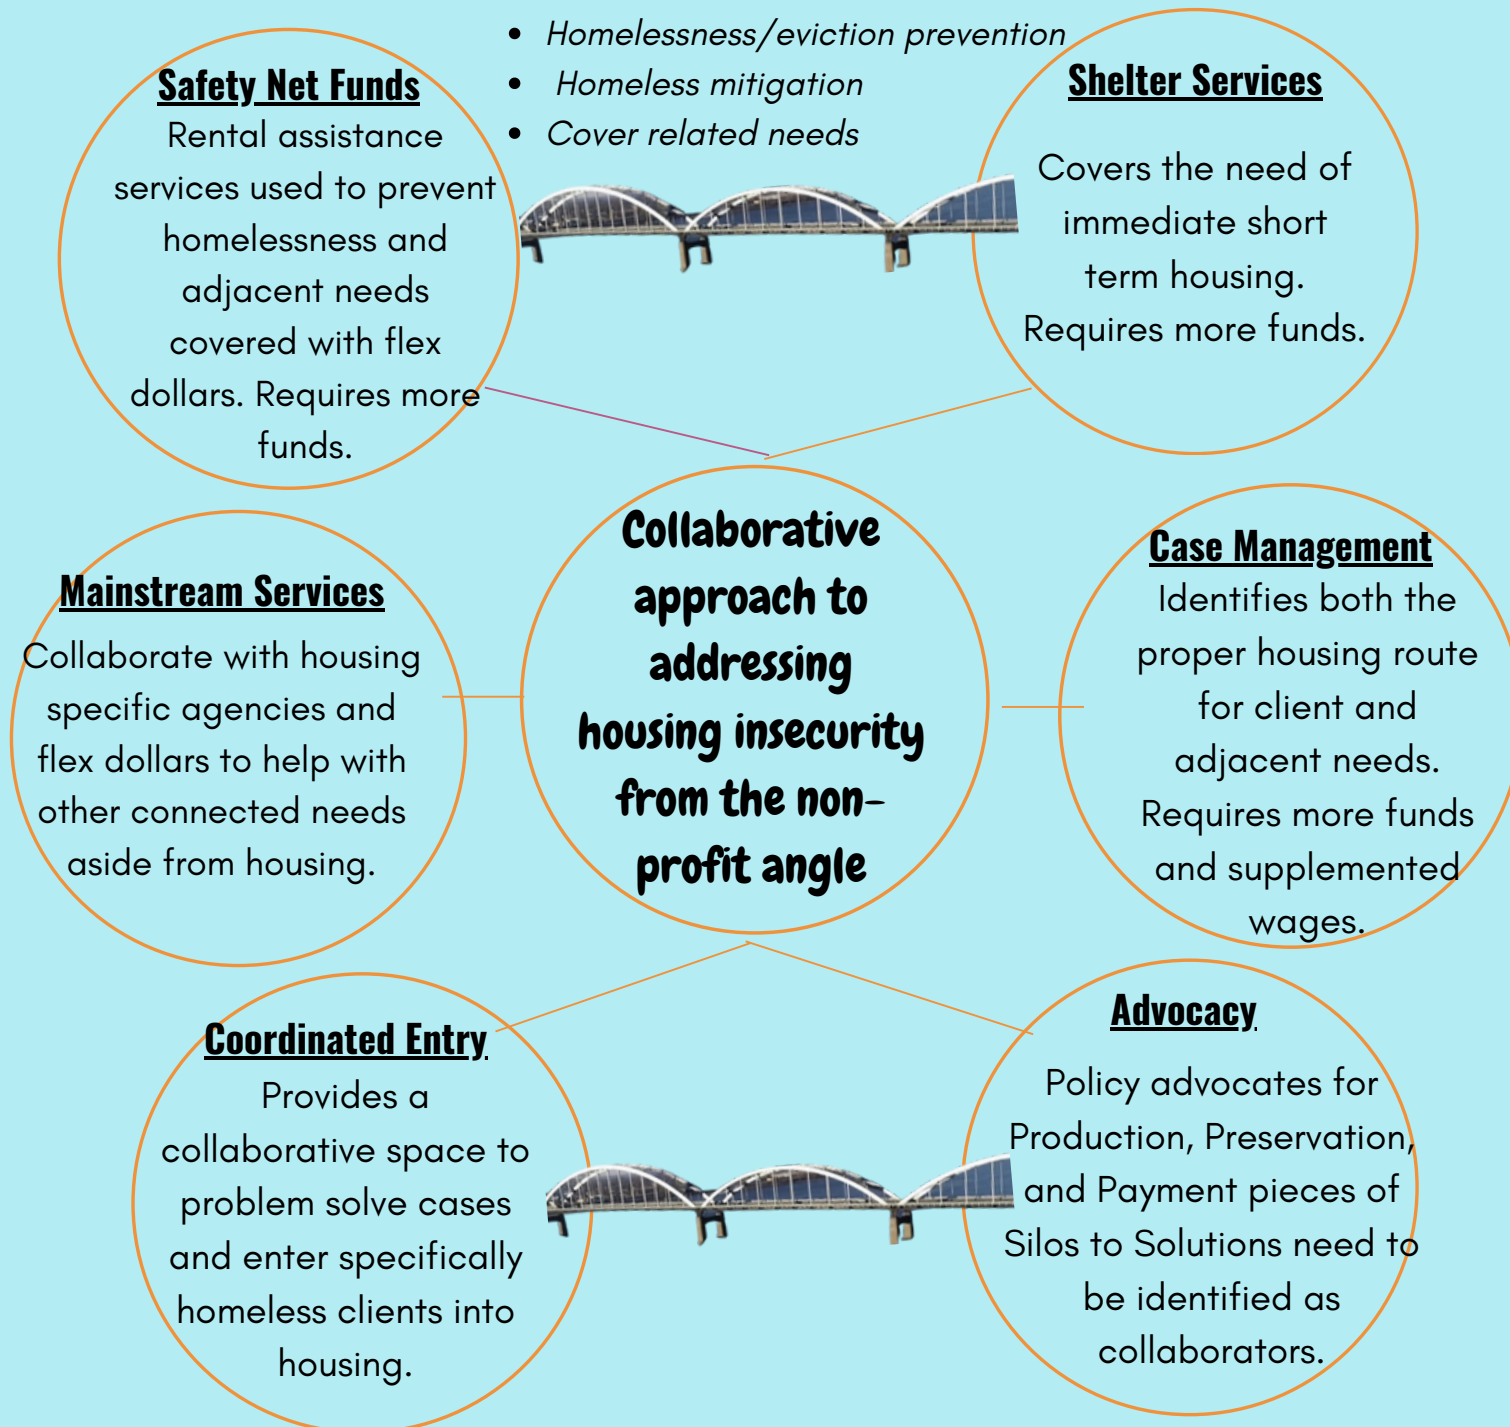 Safety Net Funds
Rental assistance
services used to prevent
homelessness and
adjacent needs
covered with flex
dollars. Requires more
funds.
• Homelessness/eviction prevention
• Homeless mitigation
• Cover related needs
Shelter Services
Covers the need of
immediate short
term housing.
Requires more funds.
Mainstream Services
Collaborate with housing
specific agencies and
flex dollars to help with
other connected needs
aside from housing.
Collaborative
approach to
addressing
housing insecurity
from the non-
profit angle
Case Management
Identifies both the
proper housing route
for client and
adjacent needs.
Requires more funds
and supplemented
wages.
Coordinated Entry
Provides a
collaborative space to
problem solve cases
and enter specifically
homeless clients into
housing.
Advocacy
Policy advocates for
Production, Preservation,
and Payment pieces of
Silos to Solutions need to
be identified as
collaborators.